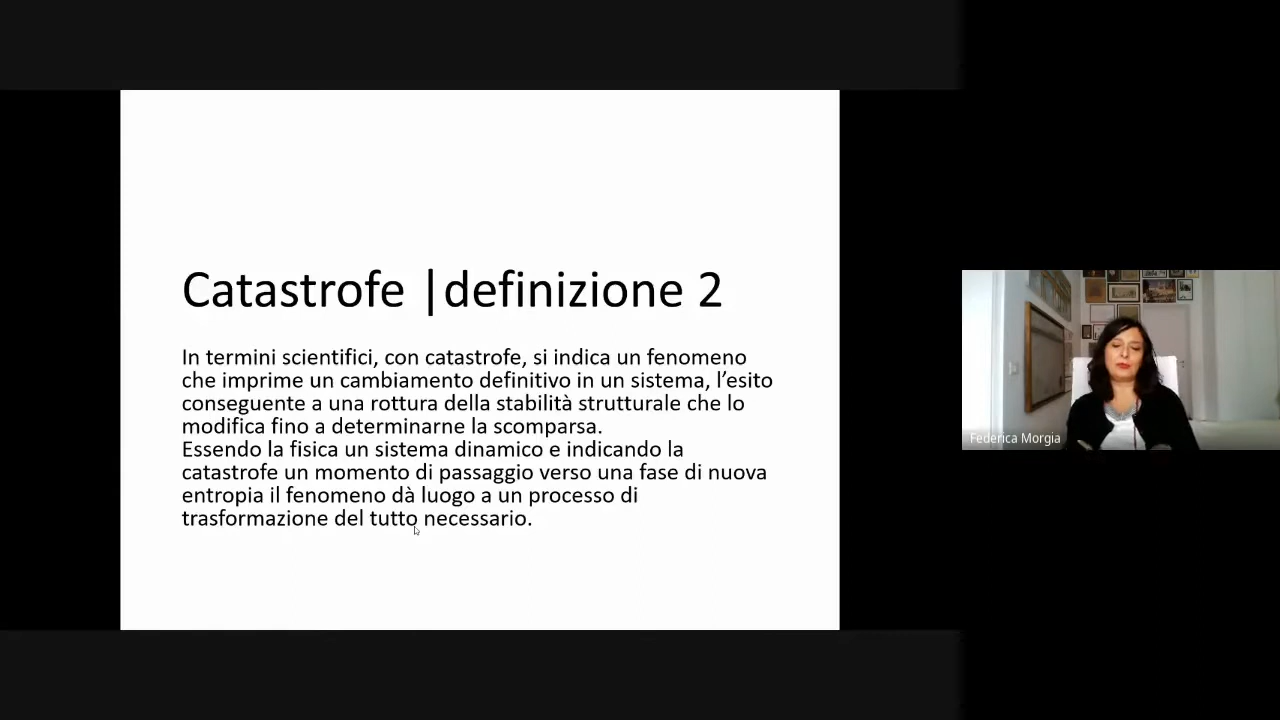 Catastrofe |definizione 2
In termini scientifici, con catastrofe, si indica un fenomeno
che imprime un cambiamento definitivo in un sistema, l’esito
conseguente a una rottura della stabilità strutturale che lo
modifica fino a determinarne la scomparsa.
Essendo la fisica un sistema dinamico e indicando la
catastrofe un momento di passaggio verso una fase di nuova
entropia il fenomeno dà luogo a un processo di
trasformazione del tutto necessario.
Federica Morgia